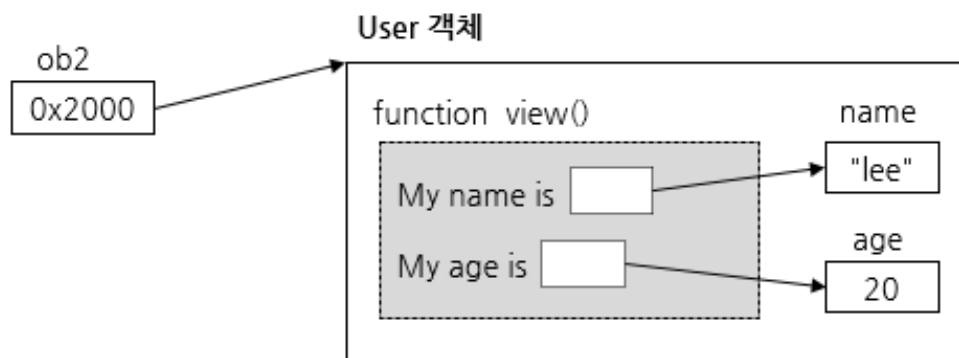 User 객체
ob2
0x2000
function view()
name
"lee"
My name is
age
My age is
20